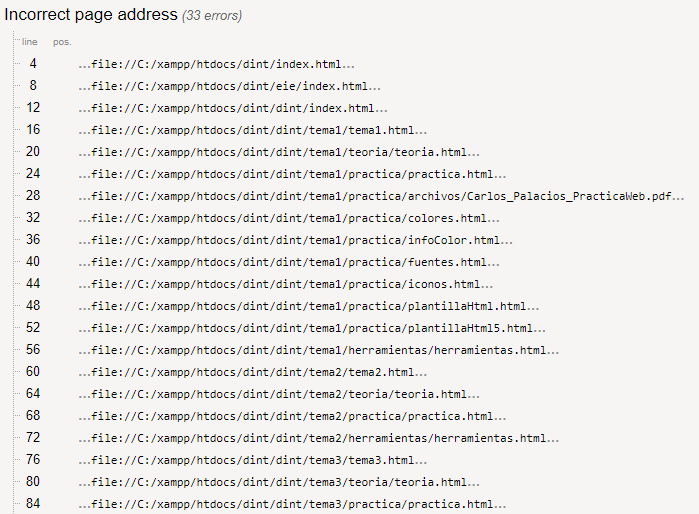 Incorrect page address (33 errors)
line pos.
4 ...file://C:/xampp/htdocs/dint/index.html...
8 ...file://C:/xampp/htdocs/dint/eie/index.html...
12 ...file://C:/xampp/htdocs/dint/dint/index.html...
16 ...file://C:/xampp/htdocs/dint/dint/tema1/tema1.html...
20 ...file://C:/xampp/htdocs/dint/dint/tema1/teoria/teoria.html...
24 ...file://C:/xampp/htdocs/dint/dint/tema1/practica/practica.html...
28 ...file://C:/xampp/htdocs/dint/dint/tema1/practica/archivos/Carlos_Palacios_PracticaWeb.pdf...
32 ...file://C:/xampp/htdocs/dint/dint/tema1/practica/colores.html...
36 ...file://C:/xampp/htdocs/dint/dint/tema1/practica/infoColor.html...
40 ...file://C:/xampp/htdocs/dint/dint/tema1/practica/fuentes.html...
44 ...file://C:/xampp/htdocs/dint/dint/tema1/practica/iconos.html...
48 ...file://C:/xampp/htdocs/dint/dint/tema1/practica/plantillaHtml.html...
52 ...file://C:/xampp/htdocs/dint/dint/tema1/practica/plantillaHtml5.html...
56 ...file://C:/xampp/htdocs/dint/dint/tema1/herramientas/herramientas.html...
60 ...file://C:/xampp/htdocs/dint/dint/tema2/tema2.html...
64 ...file://C:/xampp/htdocs/dint/dint/tema2/teoria/teoria.html...
68 ...file://C:/xampp/htdocs/dint/dint/tema2/practica/practica.html...
72 ...file://C:/xampp/htdocs/dint/dint/tema2/herramientas/herramientas.html...
76 ...file://C:/xampp/htdocs/dint/dint/tema3/tema3.html...
80 ...file://C:/xampp/htdocs/dint/dint/tema3/teoria/teoria.html...
84 ...file://C:/xampp/htdocs/dint/dint/tema3/practica/practica.html...